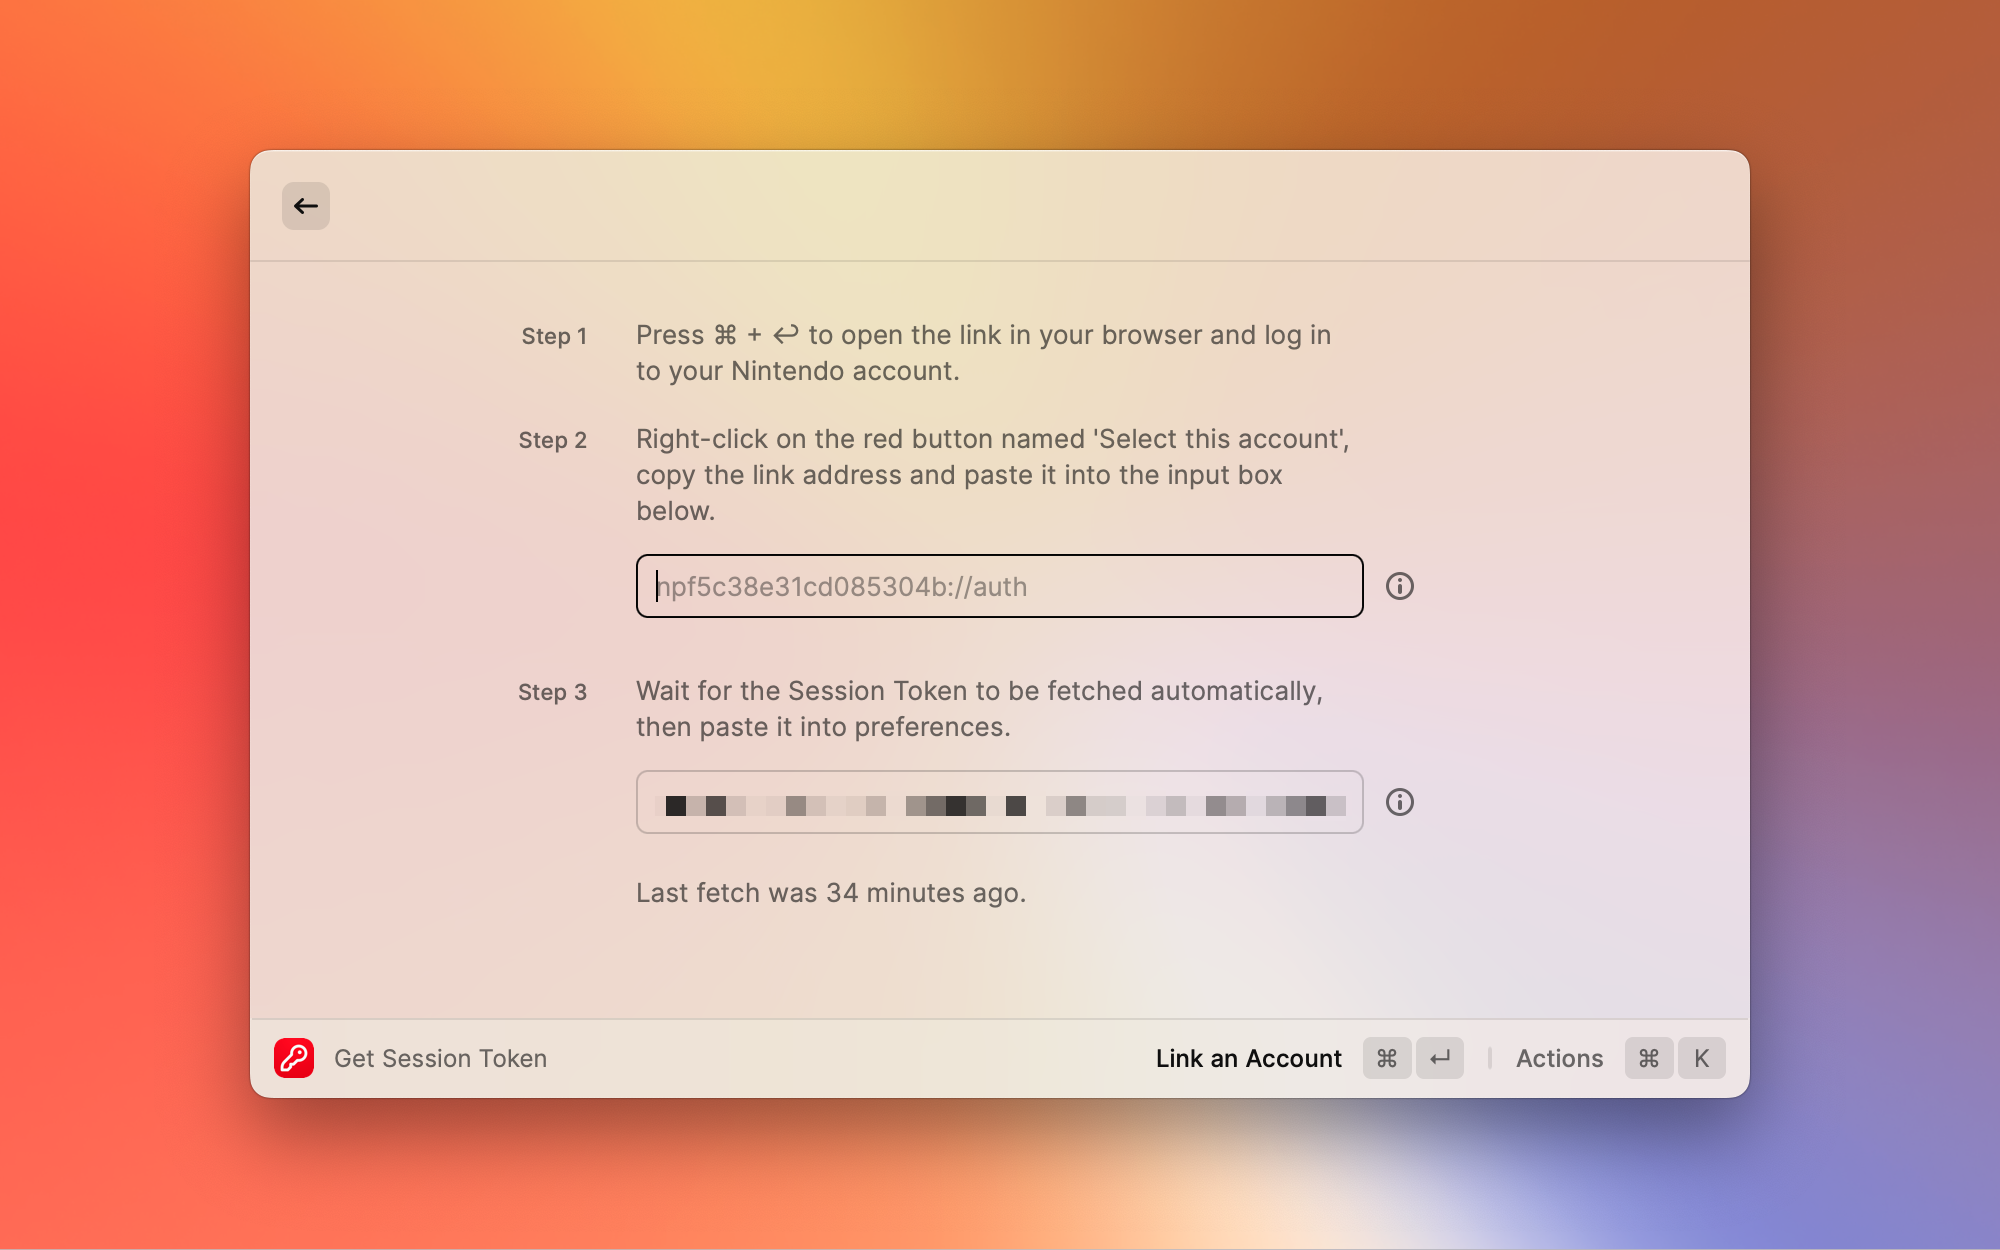 Step 1
Press ⌘ + ↩ to open the link in your browser and log in
to your Nintendo account.
Step 2
Right-click on the red button named 'Select this account',
copy the link address and paste it into the input box
below.
npf5c38e31cd085304b://auth
Step 3
Wait for the Session Token to be fetched automatically,
then paste it into preferences.
Last fetch was 34 minutes ago.
Get Session Token
Link an Account ⌘ ↵
Actions ⌘ K